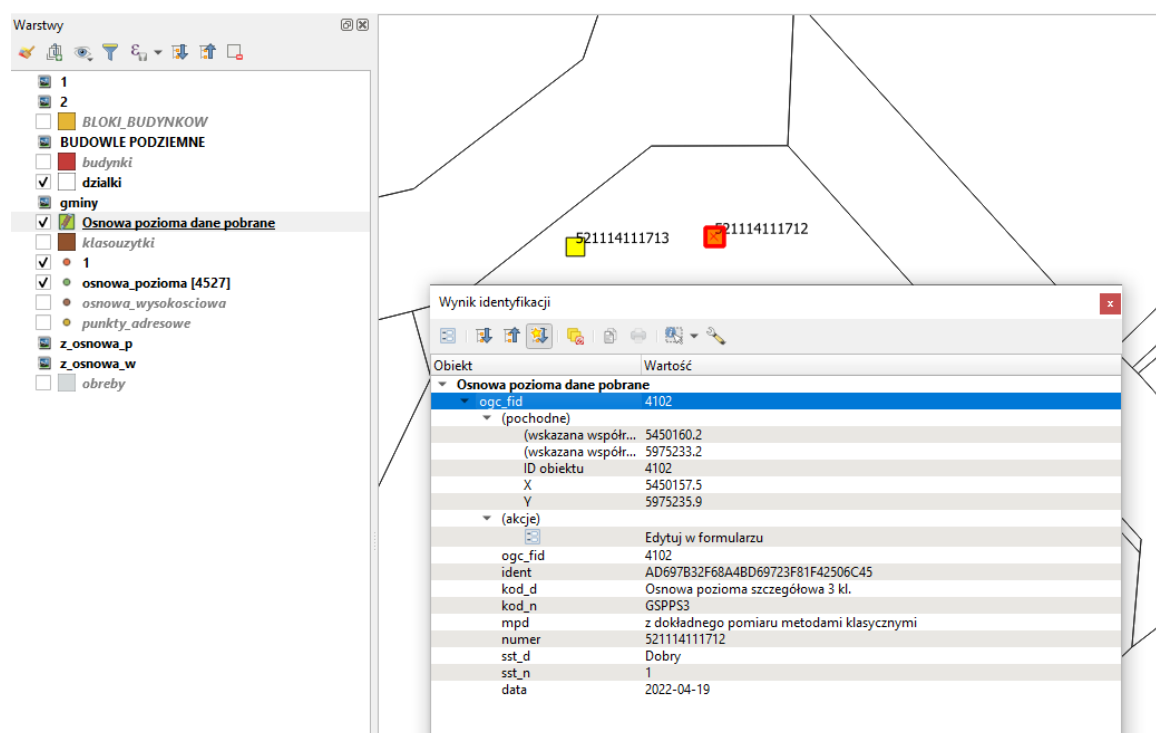 Warstwy
1
2
BLOKI_BUDYNKOW
BUDOWLE PODZIEMNE
budynki
dzialki
gminy
Osnowa pozioma dane pobrane
klasouzytki
1
osnowa_pozioma [4527]
osnowa_wysokosciowa
punkty_adresowe
z_osnowa_p
z_osnowa_w
obreby
521114111713
521114111712
Wynik identyfikacji
Obiekt Wartość
Osnowa pozioma dane pobrane
ogc_fid 4102
(pochodne)
(wskazana współr... 5450160.2
(wskazana współr... 5975233.2
ID obiektu 4102
X 5450157.5
Y 5975235.9
(akcje)
Edytuj w formularzu
ogc_fid 4102
ident AD697B32F68A4BD69723F81F42506C45
kod_d Osnowa pozioma szczegółowa 3 kl.
kod_n GSPPS3
mpd z dokładnego pomiaru metodami klasycznymi
numer 521114111712
sst_d Dobry
sst_n 1
data 2022-04-19